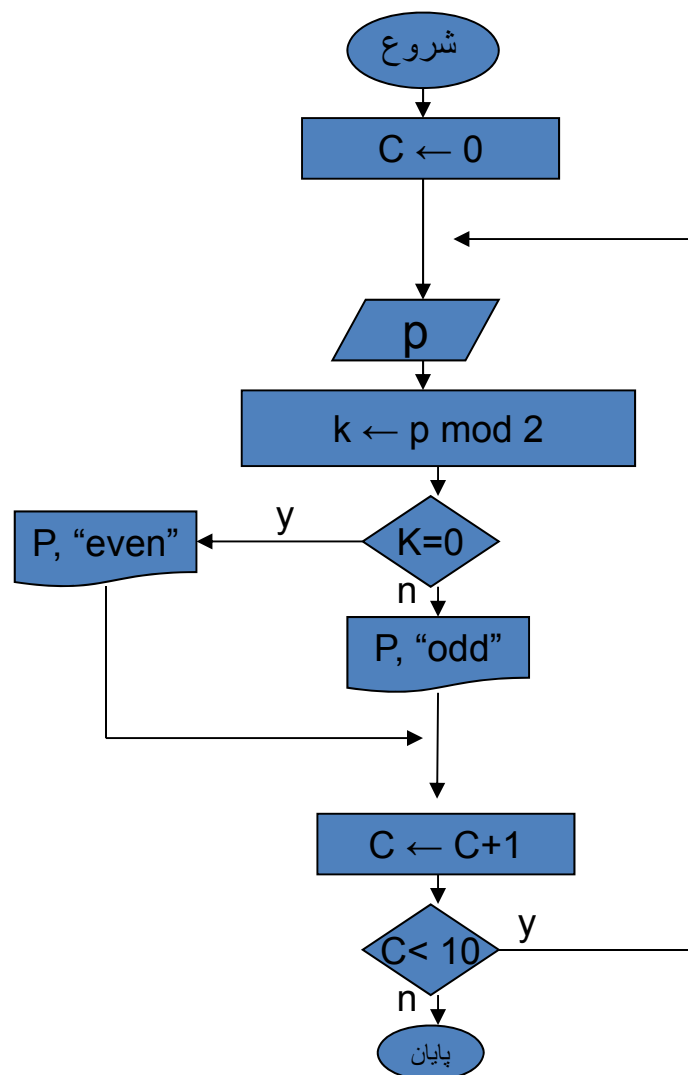 شروع
C ← 0
p
k ← p mod 2
K=0
y
P, “even”
n
P, “odd”
C ← C+1
C< 10
y
n
پایان